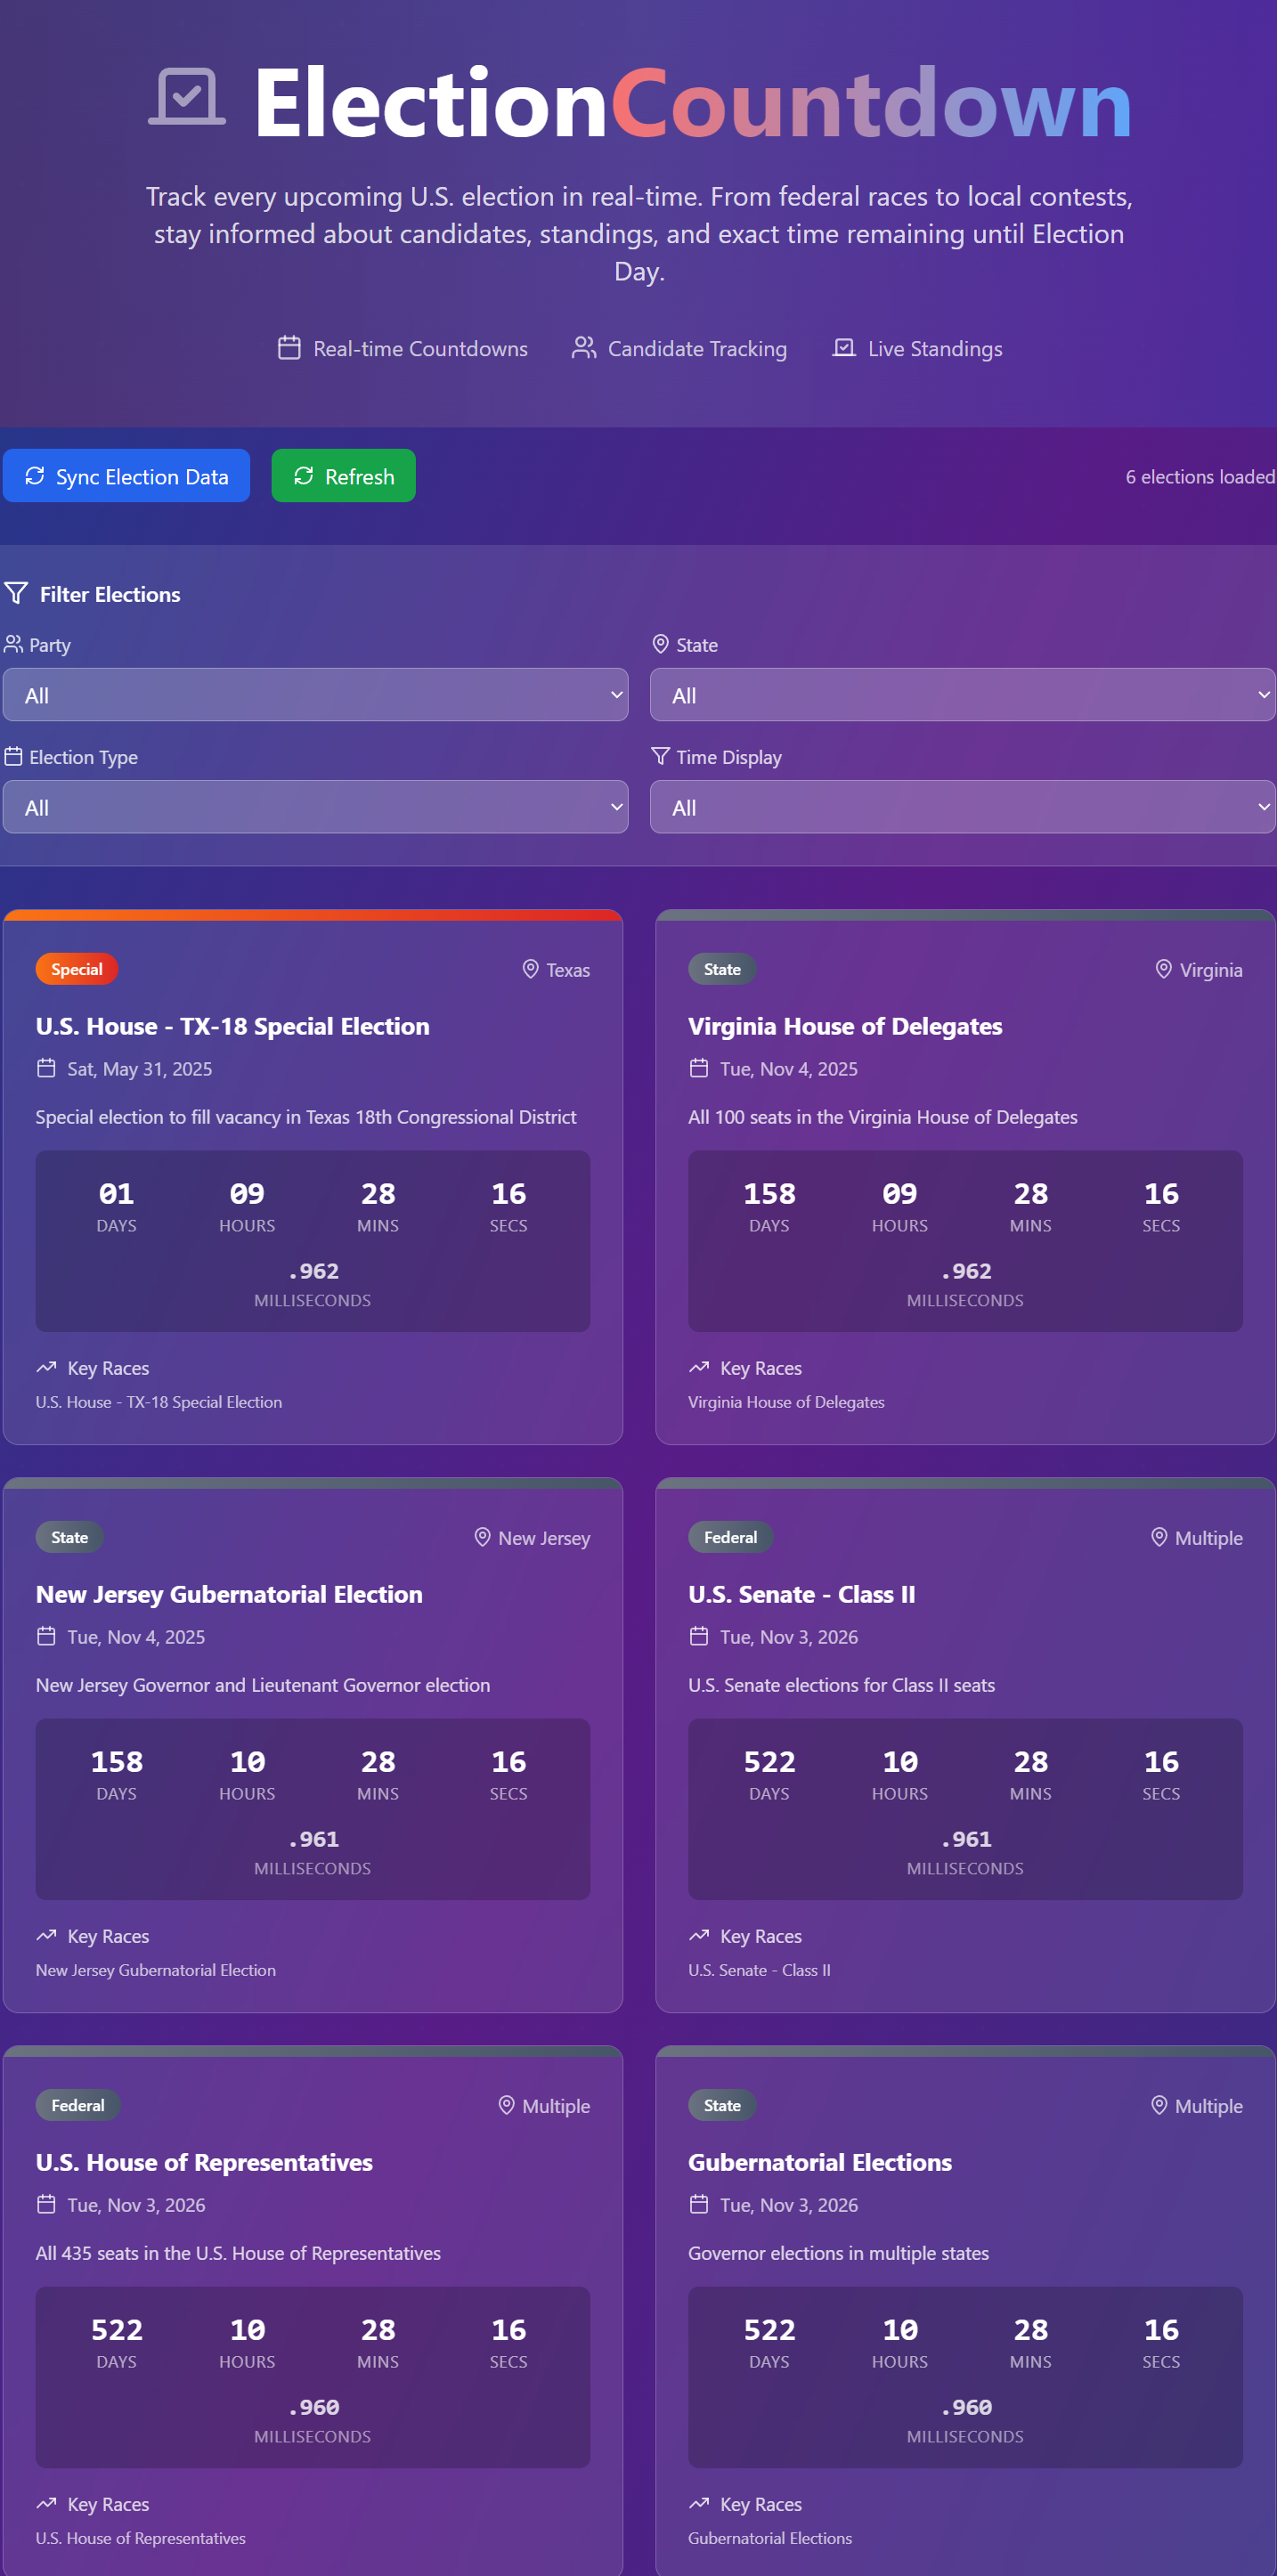 ElectionCountdown
Track every upcoming U.S. election in real-time. From federal races to local contests,
stay informed about candidates, standings, and exact time remaining until Election
Day.
Real-time Countdowns Candidate Tracking Live Standings
Sync Election Data Refresh 6 elections loaded
Filter Elections
Party State
All All
Election Type Time Display
All All
Special Texas
U.S. House - TX-18 Special Election
Sat, May 31, 2025
Special election to fill vacancy in Texas 18th Congressional District
01 09 28 16
DAYS HOURS MINS SECS
.962
MILLISECONDS
Key Races
U.S. House - TX-18 Special Election
State Virginia
Virginia House of Delegates
Tue, Nov 4, 2025
All 100 seats in the Virginia House of Delegates
158 09 28 16
DAYS HOURS MINS SECS
.962
MILLISECONDS
Key Races
Virginia House of Delegates
State New Jersey
New Jersey Gubernatorial Election
Tue, Nov 4, 2025
New Jersey Governor and Lieutenant Governor election
158 10 28 16
DAYS HOURS MINS SECS
.961
MILLISECONDS
Key Races
New Jersey Gubernatorial Election
Federal Multiple
U.S. Senate - Class II
Tue, Nov 3, 2026
U.S. Senate elections for Class II seats
522 10 28 16
DAYS HOURS MINS SECS
.961
MILLISECONDS
Key Races
U.S. Senate - Class II
Federal Multiple
U.S. House of Representatives
Tue, Nov 3, 2026
All 435 seats in the U.S. House of Representatives
522 10 28 16
DAYS HOURS MINS SECS
.960
MILLISECONDS
Key Races
U.S. House of Representatives
State Multiple
Gubernatorial Elections
Tue, Nov 3, 2026
Governor elections in multiple states
522 10 28 16
DAYS HOURS MINS SECS
.960
MILLISECONDS
Key Races
Gubernatorial Elections